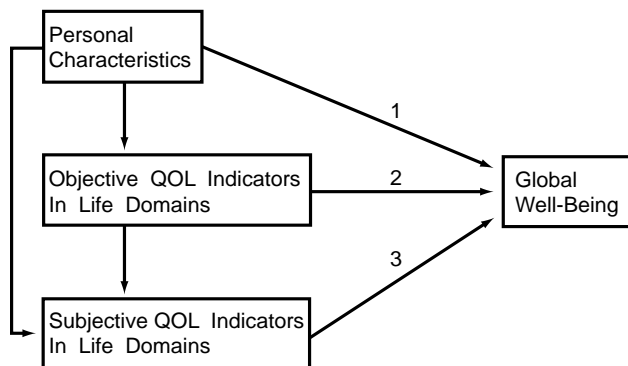 Personal
Characteristics
1
Objective QOL Indicators
In Life Domains
2
Global
Well-Being
3
Subjective QOL Indicators
In Life Domains